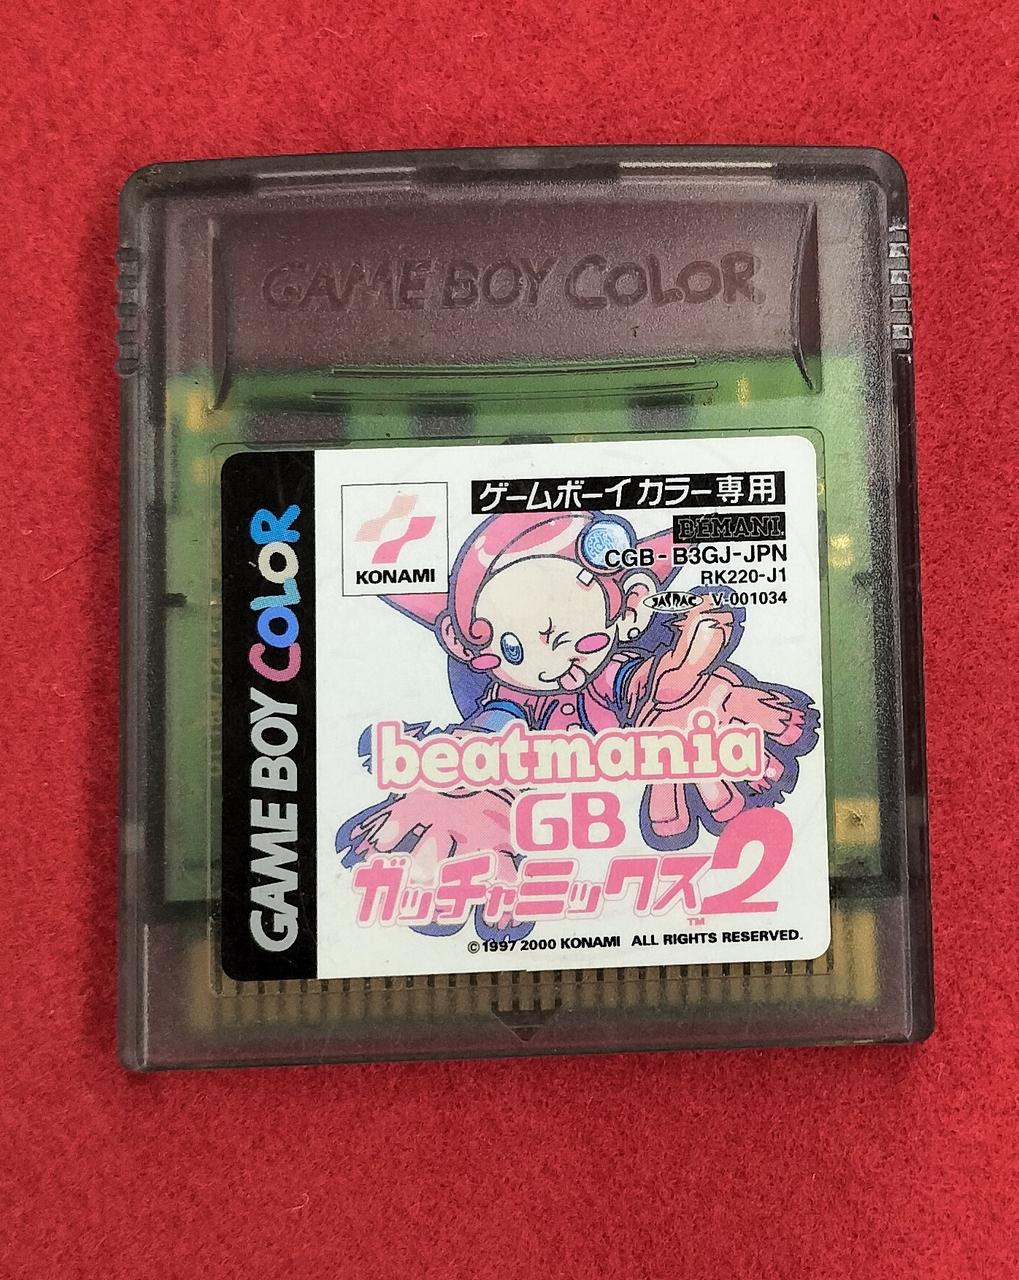 GAME BOY COLOR
GAME BOY COLOR
KONAMI
ゲームボーイカラー専用
BEMANI
CGB-B3GJ-JPN
RK220-J1
JASRAC V-001034
beatmania
GB
ガッチャミックス2
TM
©1997 2000 KONAMI ALL RIGHTS RESERVED.